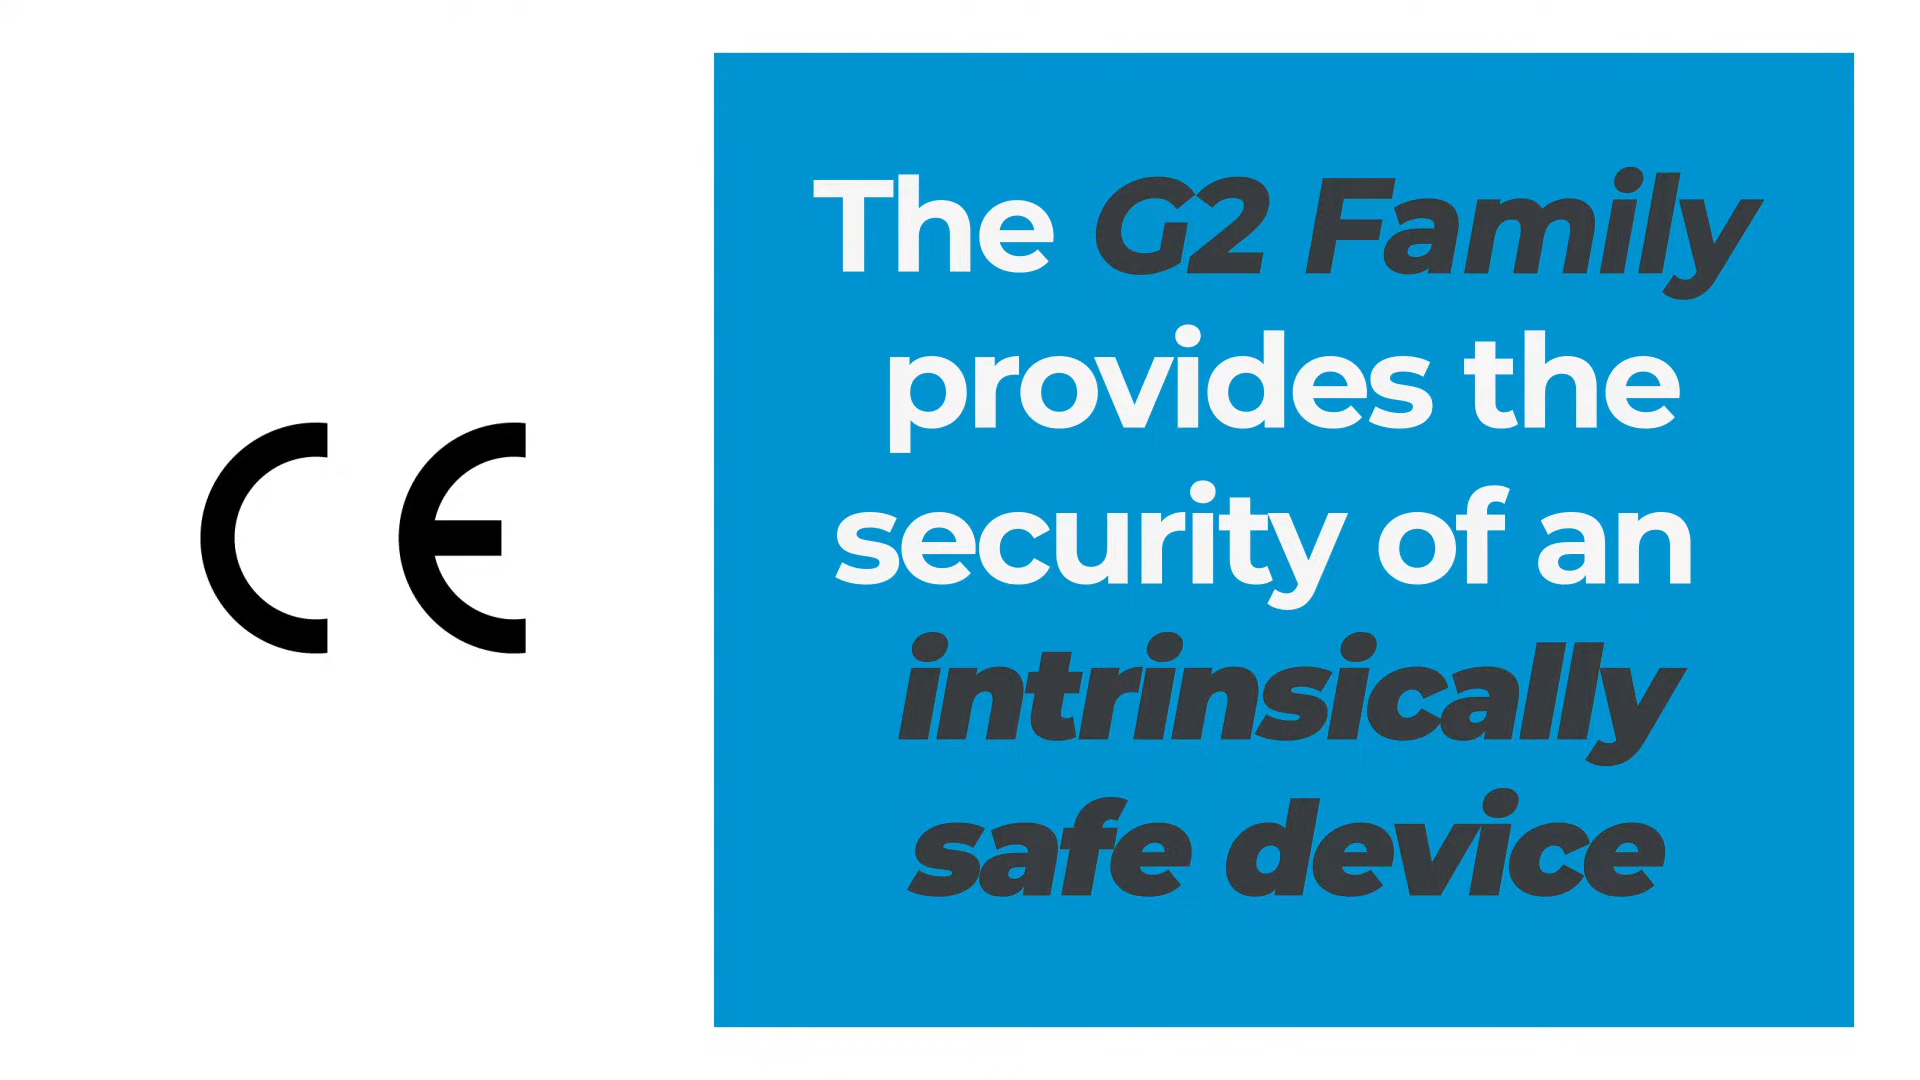 CE
The G2 Family
provides the
security of an
intrinsically
safe device